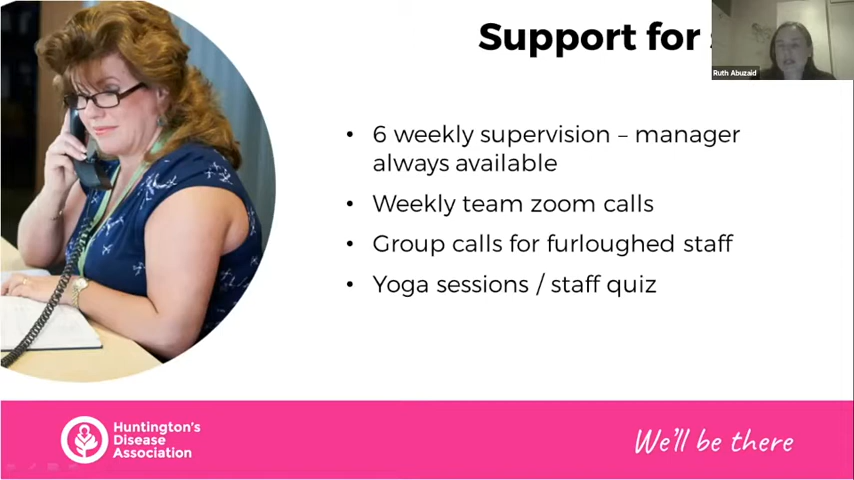 Support for
Ruth Abuzaid
• 6 weekly supervision – manager
always available
• Weekly team zoom calls
• Group calls for furloughed staff
• Yoga sessions / staff quiz
Huntington's
Disease
Association
We'll be there